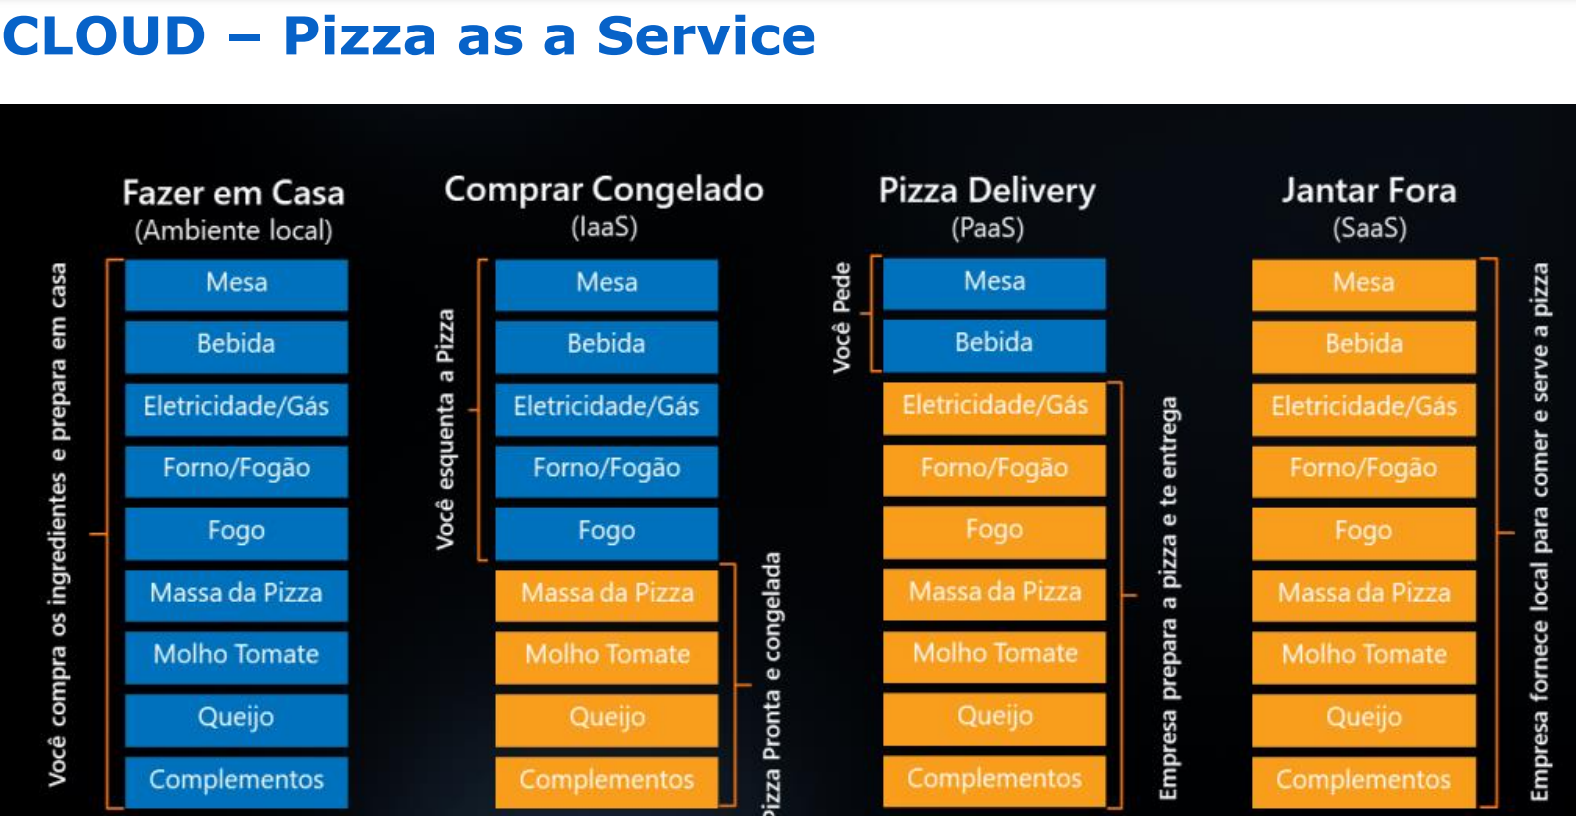 CLOUD – Pizza as a Service
Fazer em Casa
(Ambiente local)
Você compra os ingredientes e prepara em casa
Mesa
Bebida
Eletricidade/Gás
Forno/Fogão
Fogo
Massa da Pizza
Molho Tomate
Queijo
Complementos
Comprar Congelado
(IaaS)
Você esquenta a Pizza
Mesa
Bebida
Eletricidade/Gás
Forno/Fogão
Fogo
Massa da Pizza
Molho Tomate
Queijo
Complementos
Pizza Pronta e congelada
Pizza Delivery
(PaaS)
Você Pede
Mesa
Bebida
Eletricidade/Gás
Forno/Fogão
Fogo
Massa da Pizza
Molho Tomate
Queijo
Complementos
Empresa prepara a pizza e te entrega
Jantar Fora
(SaaS)
Mesa
Bebida
Eletricidade/Gás
Forno/Fogão
Fogo
Massa da Pizza
Molho Tomate
Queijo
Complementos
Empresa fornece local para comer e serve a pizza